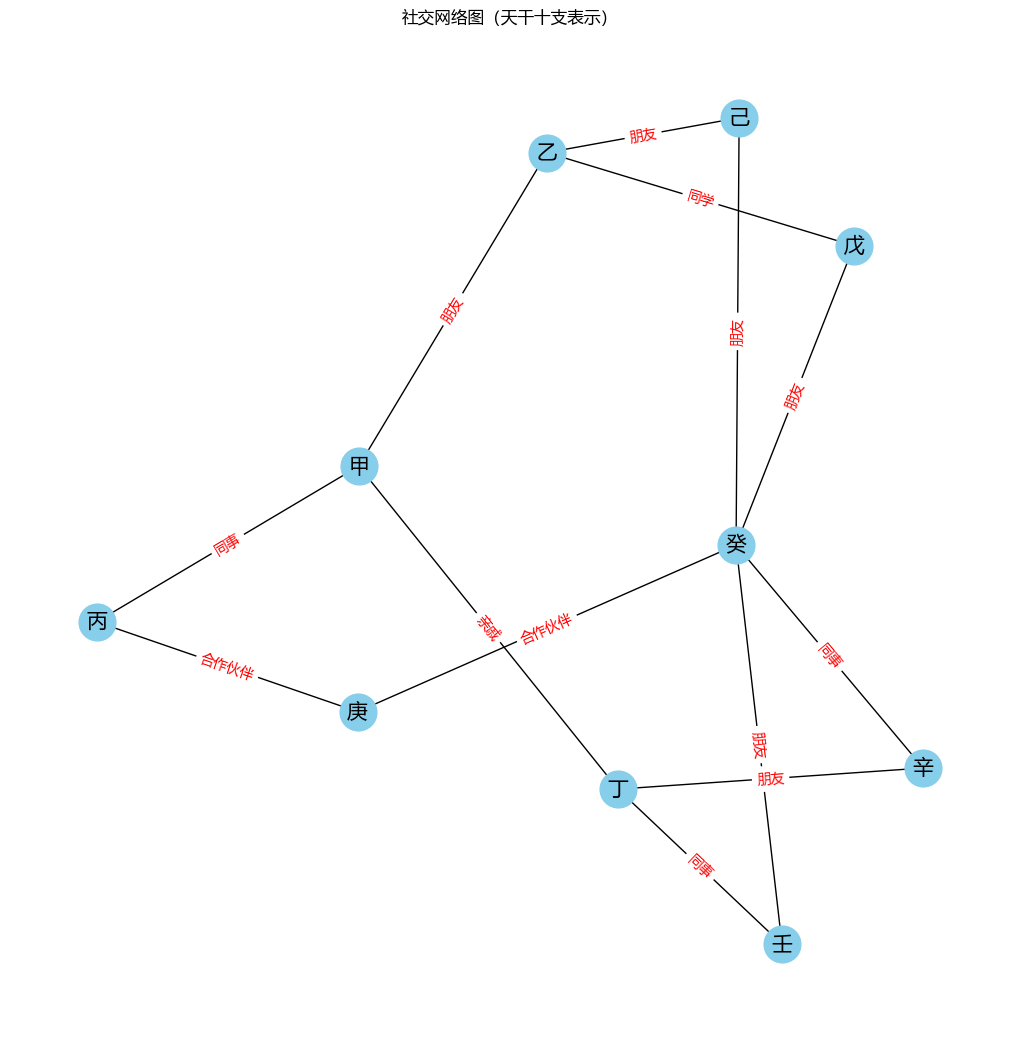 社交网络图（天干十支表示）
己
朋友
乙
同学
戊
朋友
朋友
朋友
甲
同事
癸
丙
亲戚
合作伙伴
同事
合作伙伴
庚
朋友
辛
朋友
丁
同事
壬